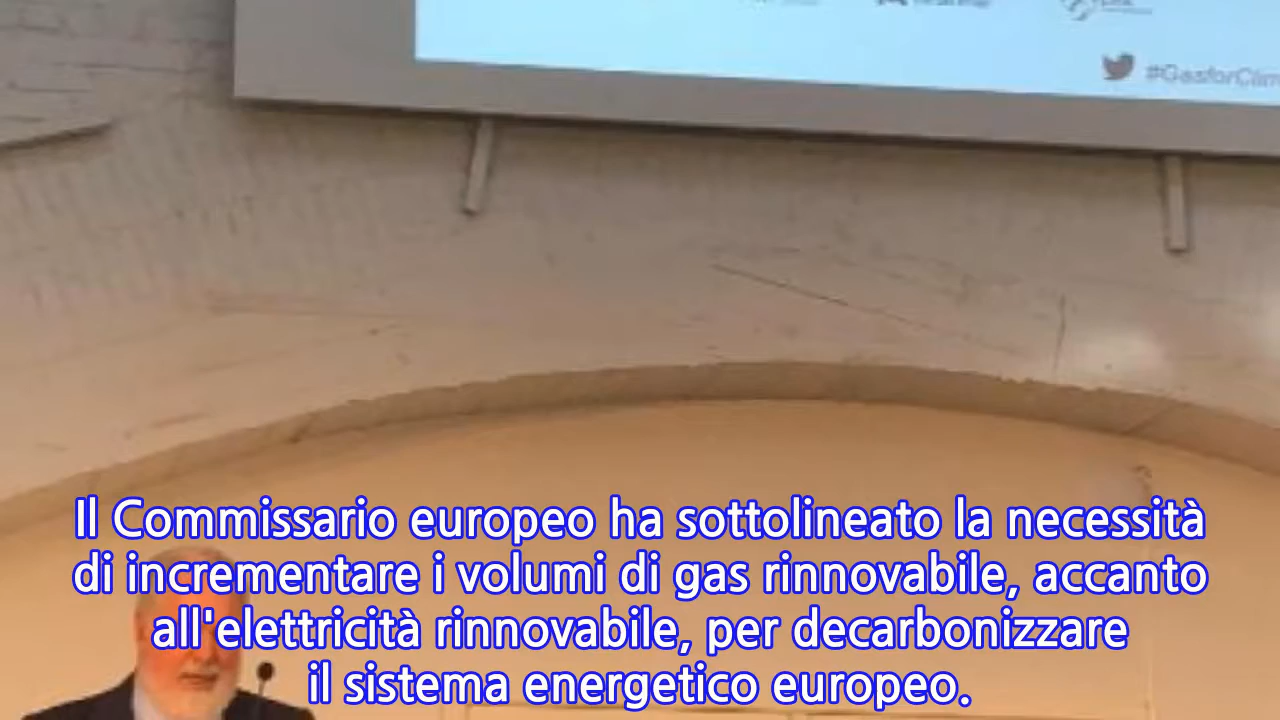 #GasforClim
Il Commissario europeo ha sottolineato la necessità
di incrementare i volumi di gas rinnovabile, accanto
all'elettricità rinnovabile, per decarbonizzare
il sistema energetico europeo.